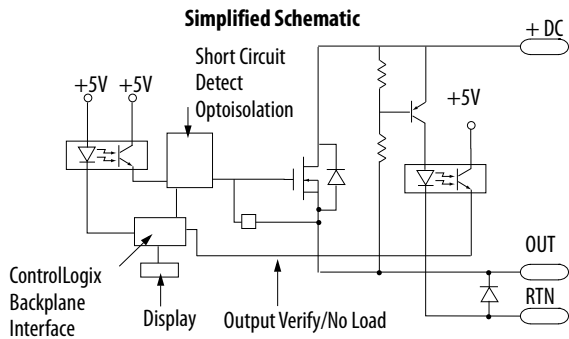 Simplified Schematic
+ DC
Short Circuit
Detect
Optoisolation
+5V
+5V
+5V
OUT
RTN
ControlLogix
Backplane
Interface
Display
Output Verify/No Load